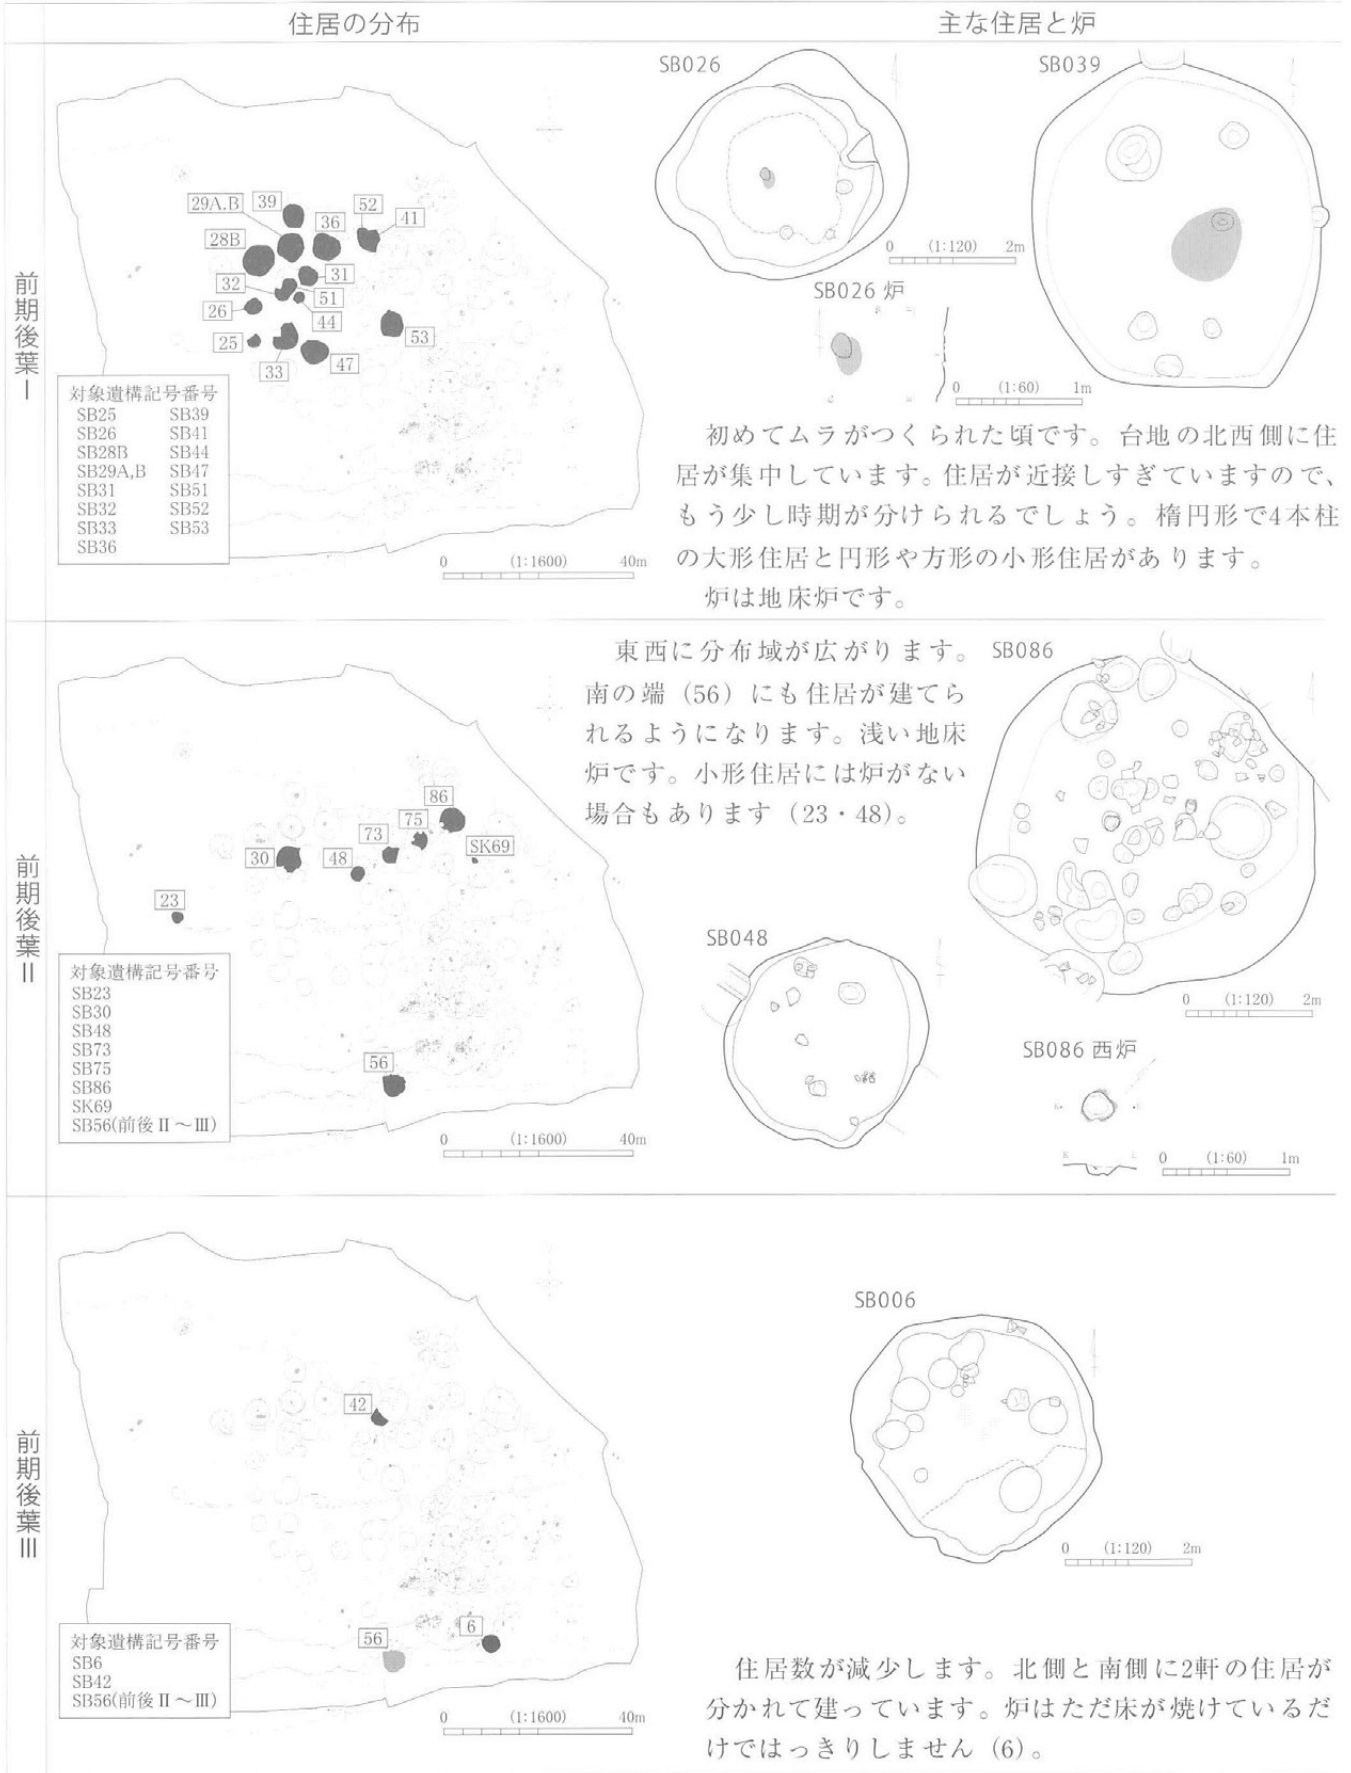 住居の分布
主な住居と炉
前期後葉Ⅰ
29A.B
39
52
41
36
28B
31
32
51
26
44
25
53
33
47
対象遺構記号番号
SB25 SB39
SB26 SB41
SB28B SB44
SB29A,B SB47
SB31 SB51
SB32 SB52
SB33 SB53
SB36
0 (1:1600) 40m
SB026
0 (1:120) 2m
SB039
SB026 炉
0 (1:60) 1m
初めてムラがつくられた頃です。台地の北西側に住
居が集中しています。住居が近接しすぎていますので、
もう少し時期が分けられるでしょう。楕円形で4本柱
の大形住居と円形や方形の小形住居があります。
炉は地床炉です。
前期後葉Ⅱ
86
75
73
SK69
30
48
23
56
対象遺構記号番号
SB23
SB30
SB48
SB73
SB75
SB86
SK69
SB56(前後Ⅱ～Ⅲ)
0 (1:1600) 40m
東西に分布域が広がります。
南の端（56）にも住居が建てら
れるようになります。浅い地床
炉です。小形住居には炉がない
場合もあります（23・48）。
SB086
0 (1:120) 2m
SB048
SB086 西炉
0 (1:60) 1m
前期後葉Ⅲ
42
56
6
対象遺構記号番号
SB6
SB42
SB56(前後Ⅱ～Ⅲ)
0 (1:1600) 40m
SB006
0 (1:120) 2m
住居数が減少します。北側と南側に2軒の住居が
分かれて建っています。炉はただ床が焼けているだ
けではっきりしません（6）。